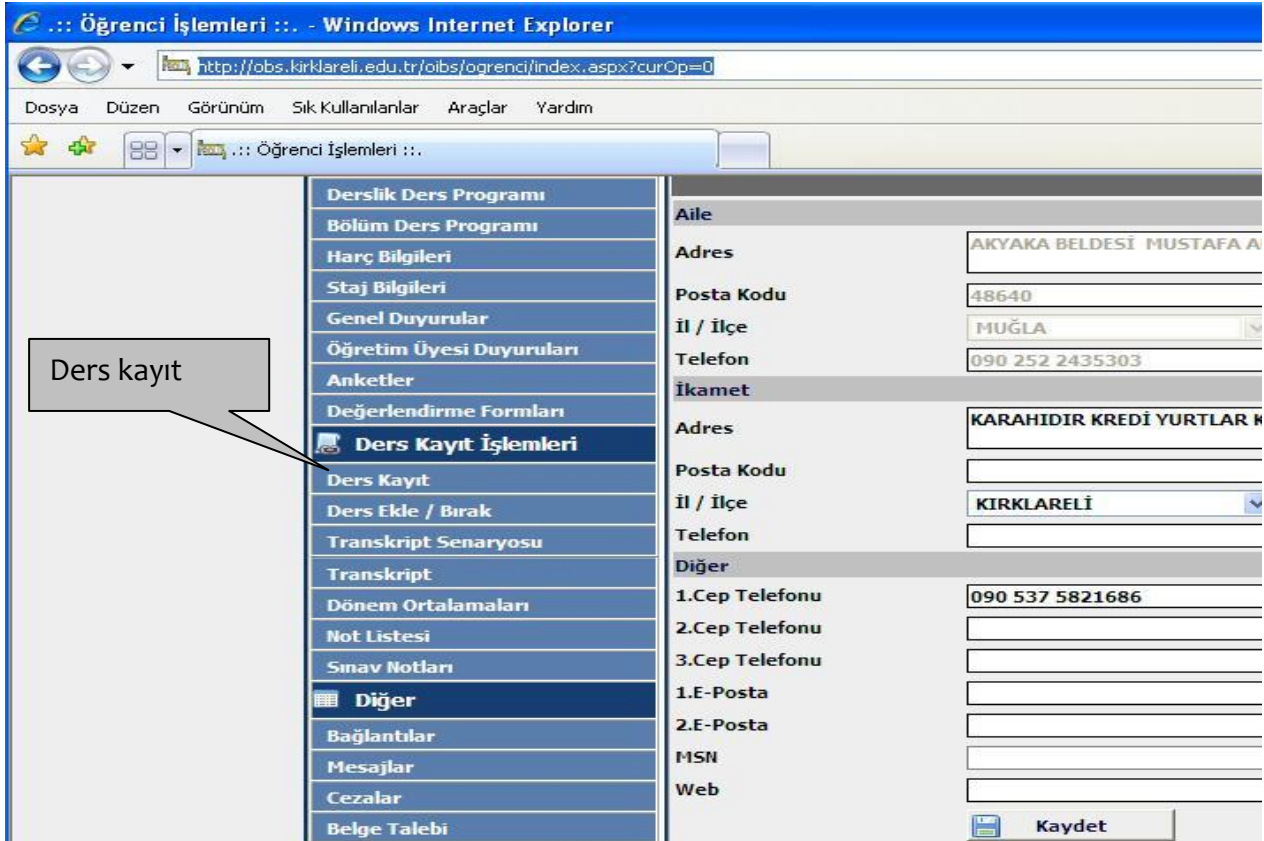 .:: Öğrenci İşlemleri ::. - Windows Internet Explorer
http://obs.kirklareli.edu.tr/oibs/ogrenci/index.aspx?curOp=0
Dosya Düzen Görünüm Sık Kullanılanlar Araçlar Yardım
.:: Öğrenci İşlemleri ::.
Ders kayıt
Derslik Ders Programı
Bölüm Ders Programı
Harç Bilgileri
Staj Bilgileri
Genel Duyurular
Öğretim Üyesi Duyuruları
Anketler
Değerlendirme Formları
Ders Kayıt İşlemleri
Ders Kayıt
Ders Ekle / Bırak
Transkript Senaryosu
Transkript
Dönem Ortalamaları
Not Listesi
Sınav Notları
Diğer
Bağlantılar
Mesajlar
Cezalar
Belge Talebi
Aile
Adres AKYAKA BELDESİ MUSTAFA
Posta Kodu 48640
İl / İlçe MUĞLA
Telefon 090 252 2435303
İkamet
Adres KARAHIDIR KREDİ YURTLAR
Posta Kodu
İl / İlçe KIRKLARELİ
Telefon
Diğer
1.Cep Telefonu 090 537 5821686
2.Cep Telefonu
3.Cep Telefonu
1.E-Posta
2.E-Posta
MSN
Web
Kaydet